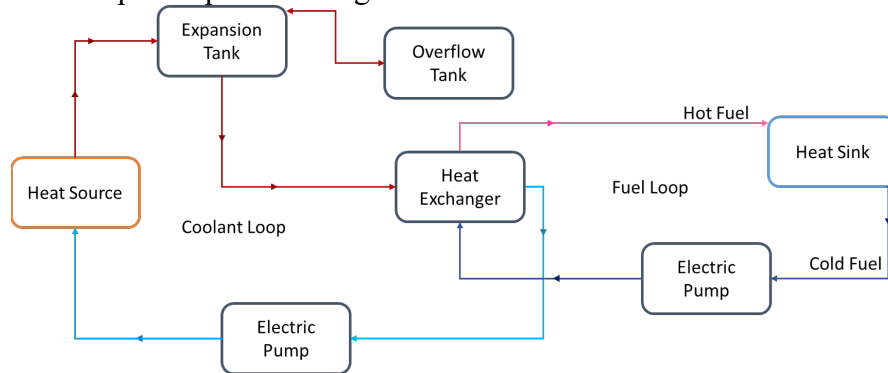 Expansion
Tank
Overflow
Tank
Hot Fuel
Heat Sink
Heat
Exchanger
Fuel Loop
Heat Source
Coolant Loop
Electric
Pump
Cold Fuel
Electric
Pump